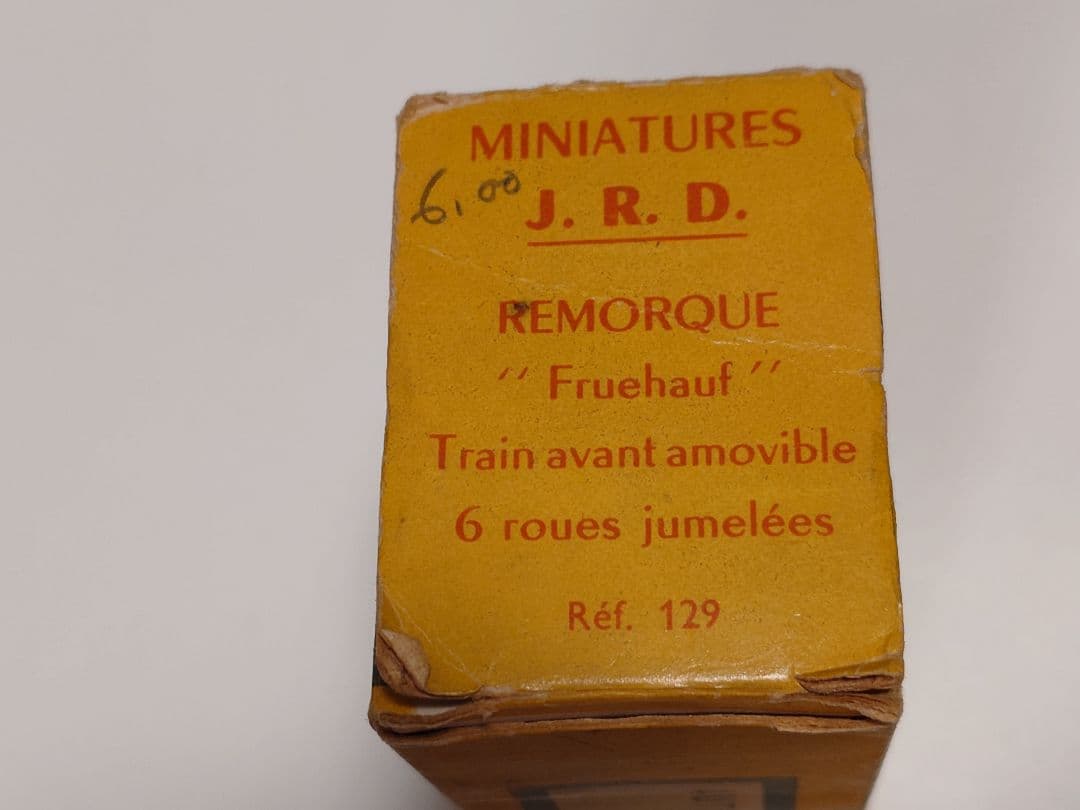 MINIATURES
6,00
J. R. D.
REMORQUE
" Fruehauf "
Train avant amovible
6 roues jumelées
Réf. 129